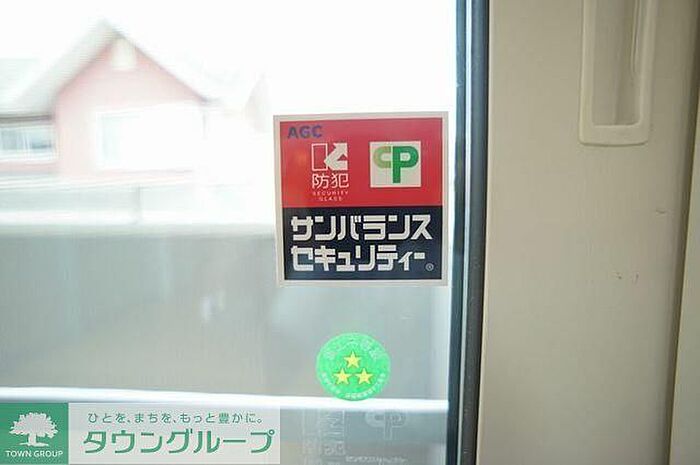 AGC
防犯
SECURITY
GLASS
CP
サンバランス
セキュリティー®
TOWN GROUP
ひとを、まちを、もっと豊かに。
タウングループ